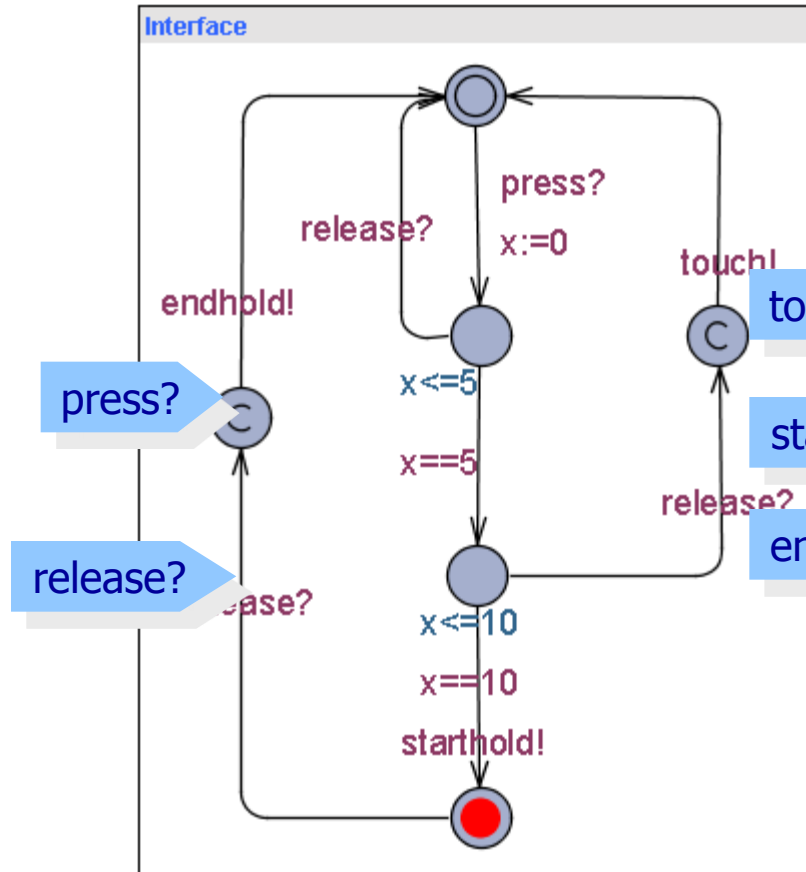 Interface
press?
release?
x:=0
touch!
endhold!
x<=5
press?
x==5
release?
release?
x<=10
x==10
starthold!